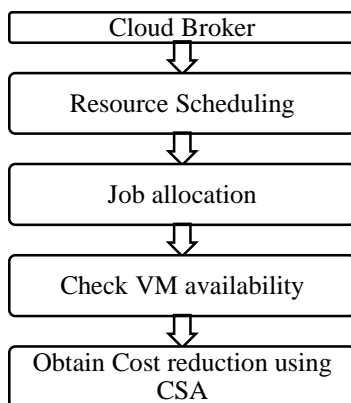 Cloud Broker
Resource Scheduling
Job allocation
Check VM availability
Obtain Cost reduction using
CSA